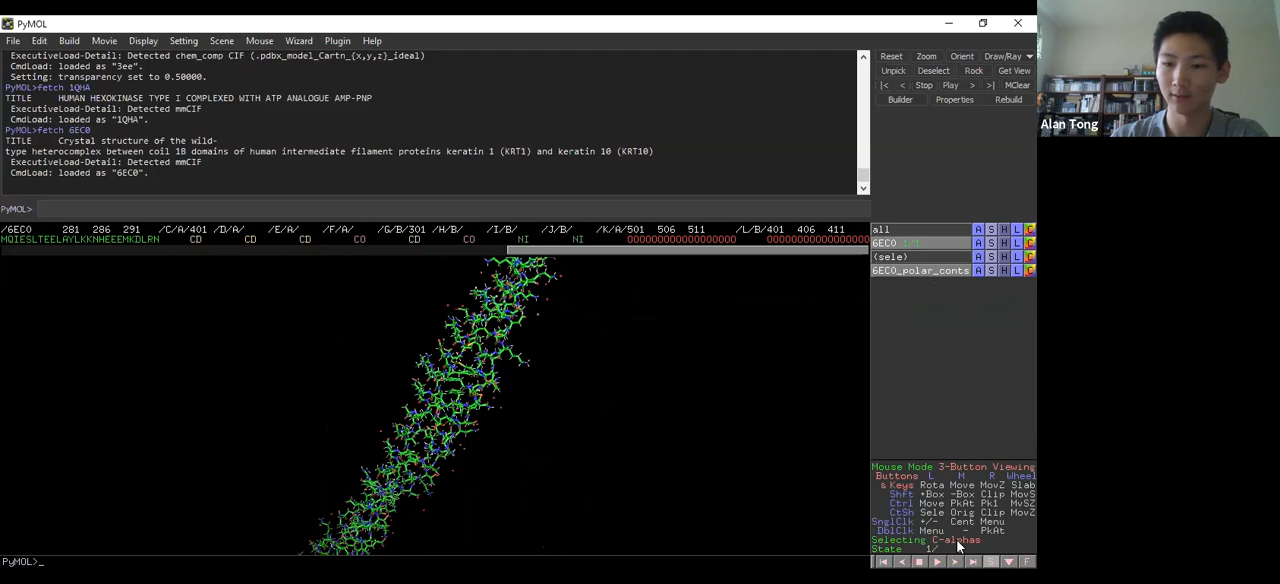 PyMOL
File Edit Build Movie Display Setting Scene Mouse Wizard Plugin Help
ExecutiveLoad-Detail: Detected chem_comp CIF (.pdbx_model_Cartn_{x,y,z}_ideal)
CmdLoad: loaded as "3ee".
Setting: transparency set to 0.50000.
PyMOL>fetch 1QHA
TITLE HUMAN HEXOKINASE TYPE I COMPLEXED WITH ATP ANALOGUE AMP-PNP
ExecutiveLoad-Detail: Detected mmCIF
CmdLoad: loaded as "1QHA".
PyMOL>fetch 6EC0
TITLE Crystal structure of the wild-
type heterocomplex between coil 1B domains of human intermediate filament proteins keratin 1 (KRT1) and keratin 10 (KRT10)
ExecutiveLoad-Detail: Detected mmCIF
CmdLoad: loaded as "6EC0".
PyMOL>
Reset Zoom Orient Draw/Ray
Unpick Deselect Rock Get View
|< < Stop Play > >| MClear
Builder Properties Rebuild
Alan Tong
/6EC0 281 286 291 /C/A/401 /D/A/ /E/A/ /F/A/ /G/B/301 /H/B/ /I/B/ /J/B/ /K/A/501 506 511 /L/B/401 406 411
MQIESLTEELAYLKKNHEEEMKDLRN CD CD CO CO NI NI OOOOOOOOOOOOOOOOOO OOOOOOOOOOOOOOOOO
all A S H L C
6EC0 1/1 A S H L C
(sele) A S H L C
6EC0_polar_conts A S H L C
Mouse Mode 3-Button Viewing
Buttons L M R Wheel
& Keys Rota Move MovZ Slab
Shft +Box -Box Clip MovS
Ctrl Move PkAt Pk1 MvSZ
CtSh Sele Orig Clip MovZ
SnglClk +/- Cent Menu
DblClk Menu - PkAt
Selecting C-alphas
State 1/
S F
PyMOL>_